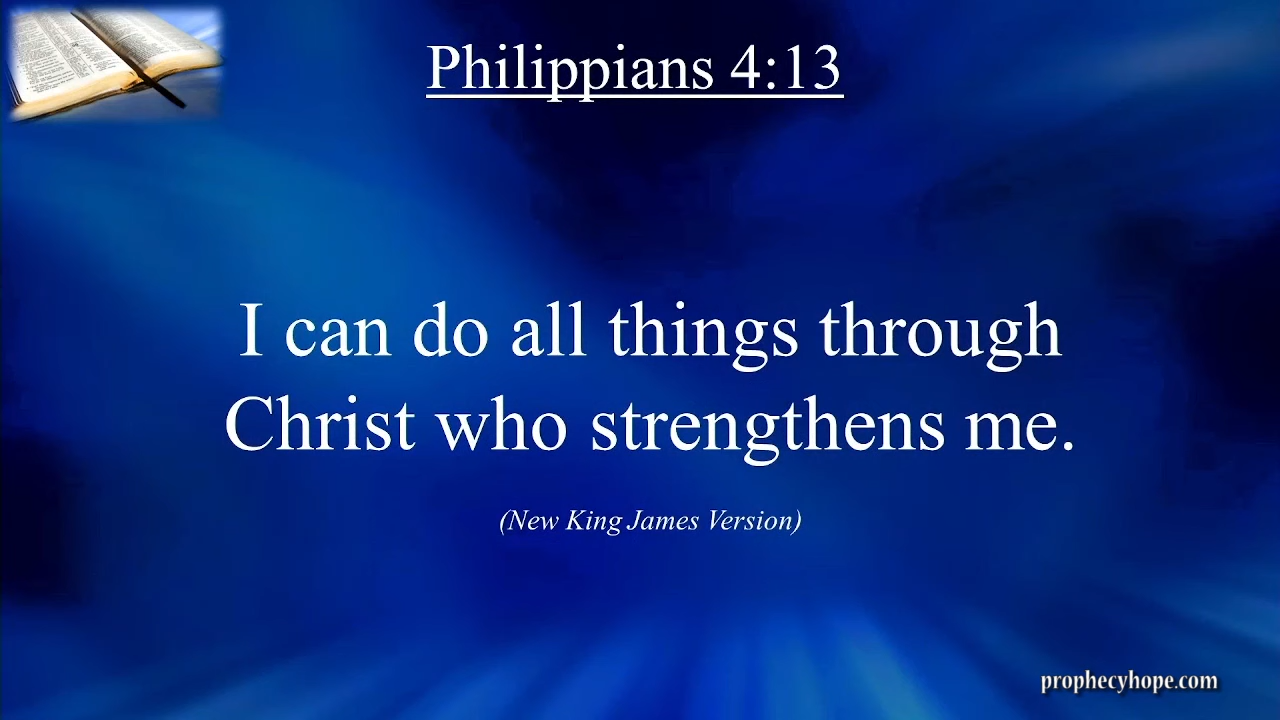 Philippians 4:13
I can do all things through
Christ who strengthens me.
(New King James Version)
prophecyhope.com